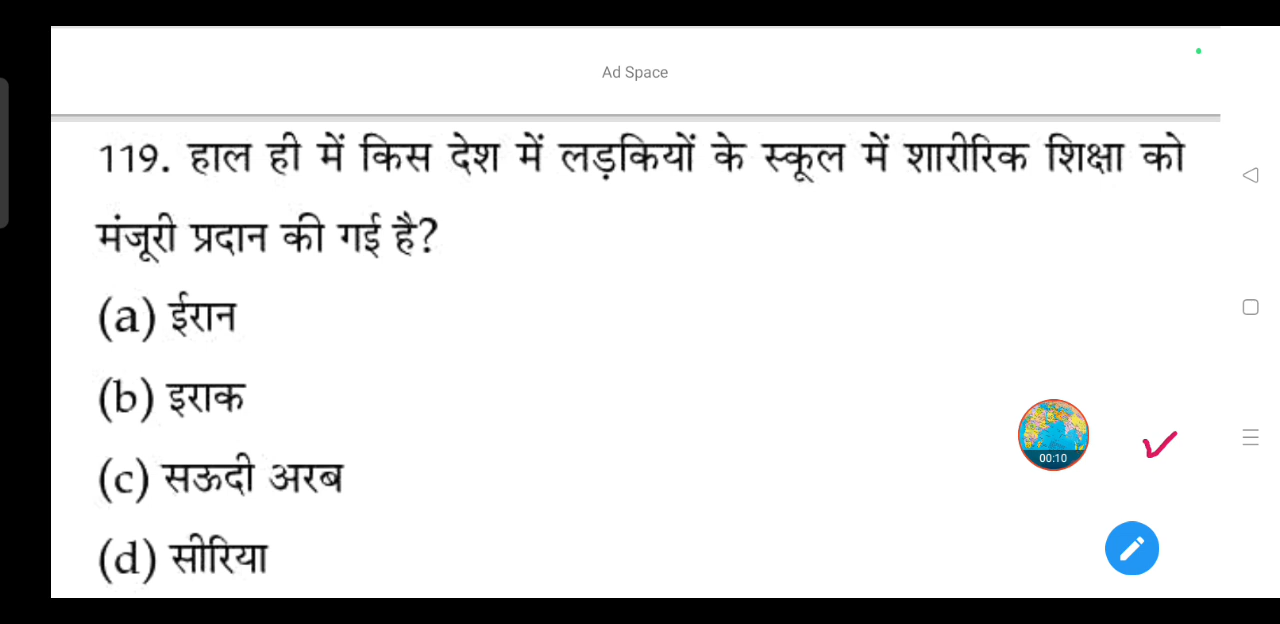 Ad Space
119. हाल ही में किस देश में लड़कियों के स्कूल में शारीरिक शिक्षा को
मंजूरी प्रदान की गई है?
(a) ईरान
(b) इराक
(c) सऊदी अरब
00:10
(d) सीरिया